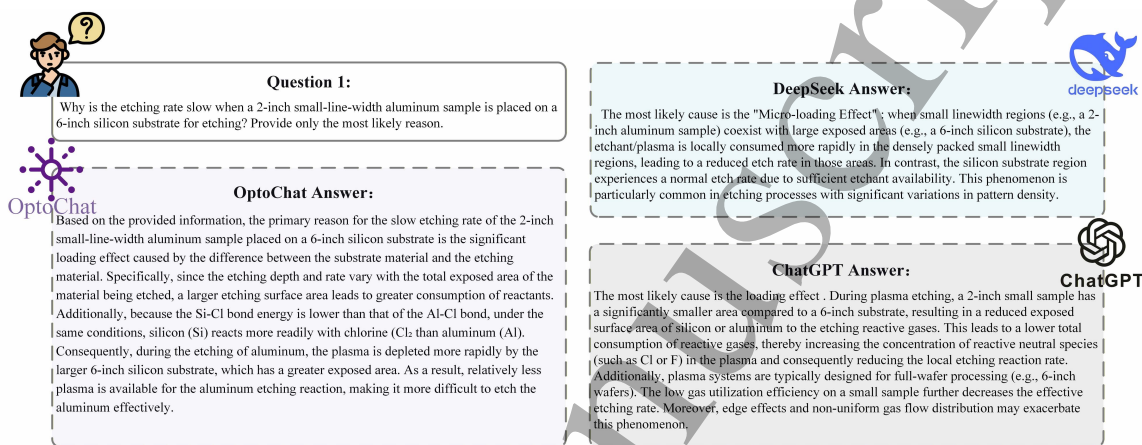 Question 1:
Why is the etching rate slow when a 2-inch small-line-width aluminum sample is placed on a
6-inch silicon substrate for etching? Provide only the most likely reason.
OptoChat
OptoChat Answer:
Based on the provided information, the primary reason for the slow etching rate of the 2-inch
small-line-width aluminum sample placed on a 6-inch silicon substrate is the significant
loading effect caused by the difference between the substrate material and the etching
material. Specifically, since the etching depth and rate vary with the total exposed area of the
material being etched, a larger etching surface area leads to greater consumption of reactants.
Additionally, because the Si-Cl bond energy is lower than that of the Al-Cl bond, under the
same conditions, silicon (Si) reacts more readily with chlorine (Cl₂ than aluminum (Al).
Consequently, during the etching of aluminum, the plasma is depleted more rapidly by the
larger 6-inch silicon substrate, which has a greater exposed area. As a result, relatively less
plasma is available for the aluminum etching reaction, making it more difficult to etch the
aluminum effectively.
deepseek
DeepSeek Answer:
The most likely cause is the "Micro-loading Effect" : when small linewidth regions (e.g., a 2-
inch aluminum sample) coexist with large exposed areas (e.g., a 6-inch silicon substrate), the
etchant/plasma is locally consumed more rapidly in the densely packed small linewidth
regions, leading to a reduced etch rate in those areas. In contrast, the silicon substrate region
experiences a normal etch rate due to sufficient etchant availability. This phenomenon is
particularly common in etching processes with significant variations in pattern density.
ChatGPT
ChatGPT Answer:
The most likely cause is the loading effect . During plasma etching, a 2-inch small sample has
a significantly smaller area compared to a 6-inch substrate, resulting in a reduced exposed
surface area of silicon or aluminum to the etching reactive gases. This leads to a lower total
consumption of reactive gases, thereby increasing the concentration of reactive neutral species
(such as Cl or F) in the plasma and consequently reducing the local etching reaction rate.
Additionally, plasma systems are typically designed for full-wafer processing (e.g., 6-inch
wafers). The low gas utilization efficiency on a small sample further decreases the effective
etching rate. Moreover, edge effects and non-uniform gas flow distribution may exacerbate
this phenomenon.